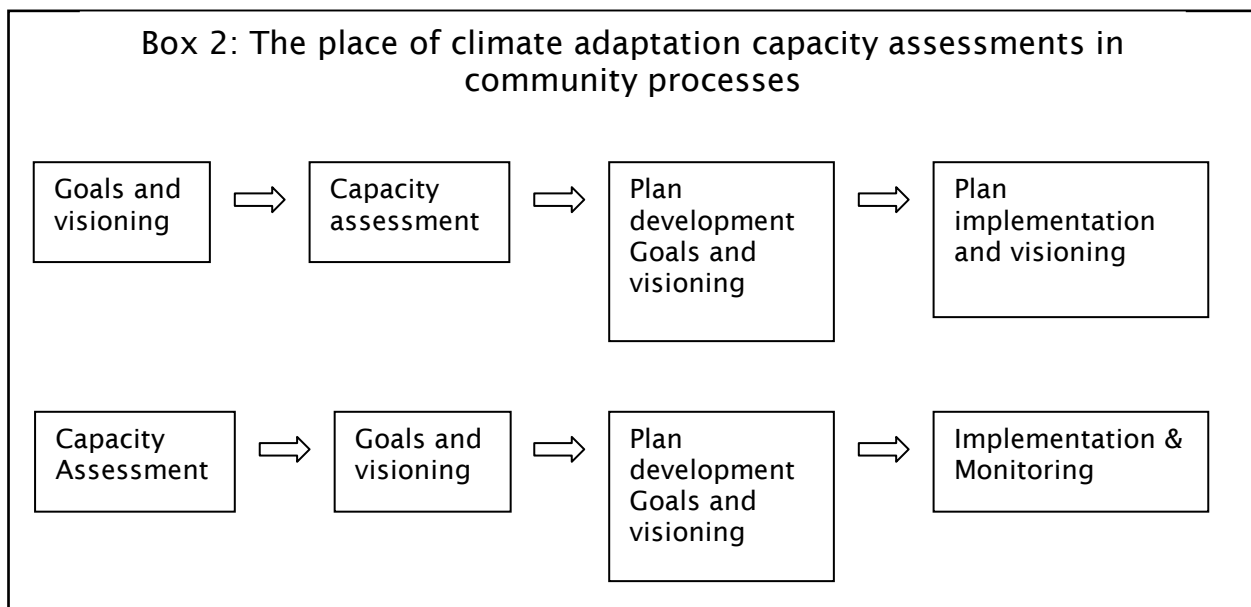 Box 2: The place of climate adaptation capacity assessments in
community processes
Goals and
visioning
Capacity
assessment
Plan
development
Goals and
visioning
Plan
implementation
and visioning
Capacity
Assessment
Goals and
visioning
Plan
development
Goals and
visioning
Implementation &
Monitoring